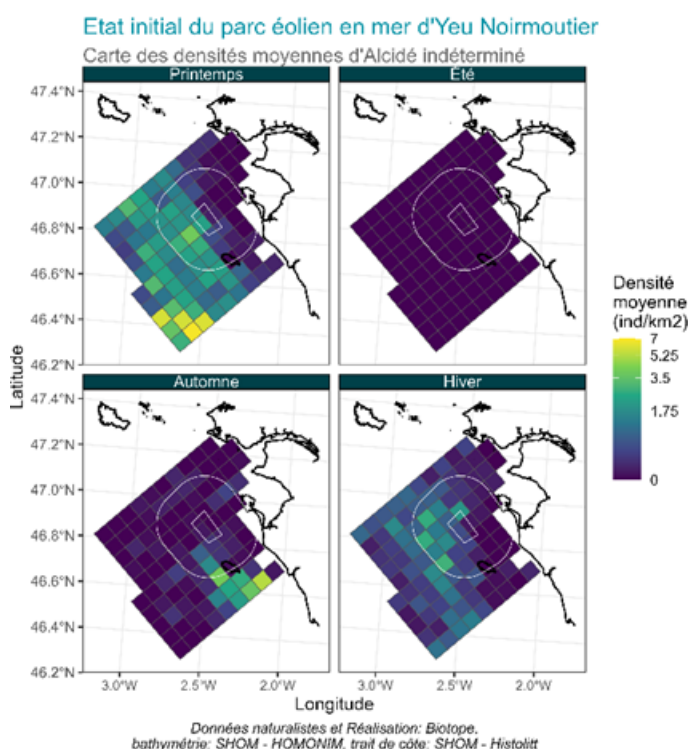 Etat initial du parc éolien en mer d'Yeu Noirmoutier
Carte des densités moyennes d'Alcidé indéterminé
Printemps
Été
47.4°N
47.2°N
47.0°N
46.8°N
46.6°N
46.4°N
46.2°N
Densité
moyenne
(ind/km2)
7
5.25
3.5
1.75
0
Latitude
Automne
Hiver
47.4°N
47.2°N
47.0°N
46.8°N
46.6°N
46.4°N
46.2°N
3.0°W 2.5°W 2.0°W 3.0°W 2.5°W 2.0°W
Longitude
Données naturalistes et Réalisation: Biotope,
bathymétrie: SHOM - HOMONIM, trait de côte: SHOM - Histolitt